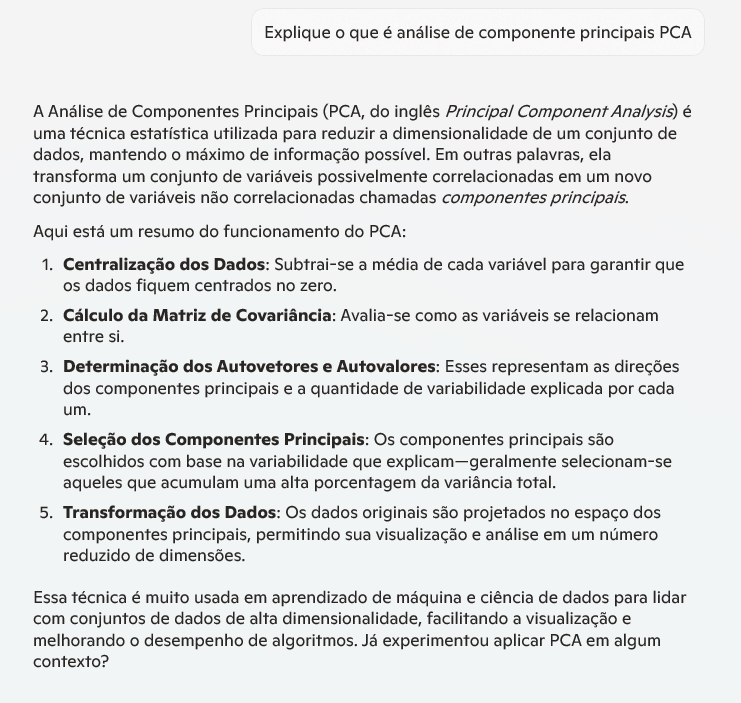 Explique o que é análise de componente principais PCA
A Análise de Componentes Principais (PCA, do inglês Principal Component Analysis) é
uma técnica estatística utilizada para reduzir a dimensionalidade de um conjunto de
dados, mantendo o máximo de informação possível. Em outras palavras, ela
transforma um conjunto de variáveis possivelmente correlacionadas em um novo
conjunto de variáveis não correlacionadas chamadas componentes principais.
Aqui está um resumo do funcionamento do PCA:
1. Centralização dos Dados: Subtrai-se a média de cada variável para garantir que
os dados fiquem centrados no zero.
2. Cálculo da Matriz de Covariância: Avalia-se como as variáveis se relacionam
entre si.
3. Determinação dos Autovetores e Autovalores: Esses representam as direções
dos componentes principais e a quantidade de variabilidade explicada por cada
um.
4. Seleção dos Componentes Principais: Os componentes principais são
escolhidos com base na variabilidade que explicam—geralmente selecionam-se
aqueles que acumulam uma alta porcentagem da variância total.
5. Transformação dos Dados: Os dados originais são projetados no espaço dos
componentes principais, permitindo sua visualização e análise em um número
reduzido de dimensões.
Essa técnica é muito usada em aprendizado de máquina e ciência de dados para lidar
com conjuntos de dados de alta dimensionalidade, facilitando a visualização e
melhorando o desempenho de algoritmos. Já experimentou aplicar PCA em algum
contexto?